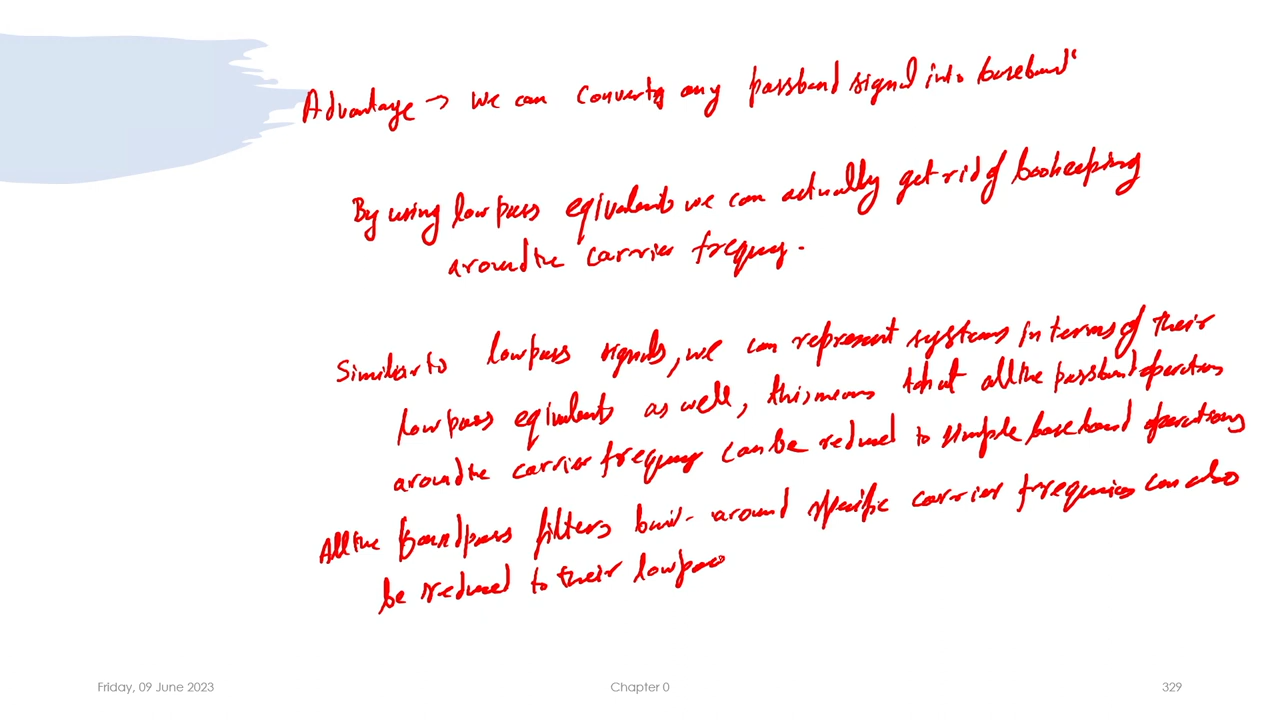 Advantage → We can convert any passband signal into baseband
By using lowpass eqivalents we can actually get rid of bookeeping
around the carrier frequency.
Similar to lowpass signals, we can represent systems in terms of their
lowpass eqivalents as well, this means that all the passband operations
around the carrier frequency can be reduced to simple baseband operations
All the Bandpass filters built around specific carrier frequencies can also
be reduced to their lowpass
Friday, 09 June 2023
Chapter 0
329